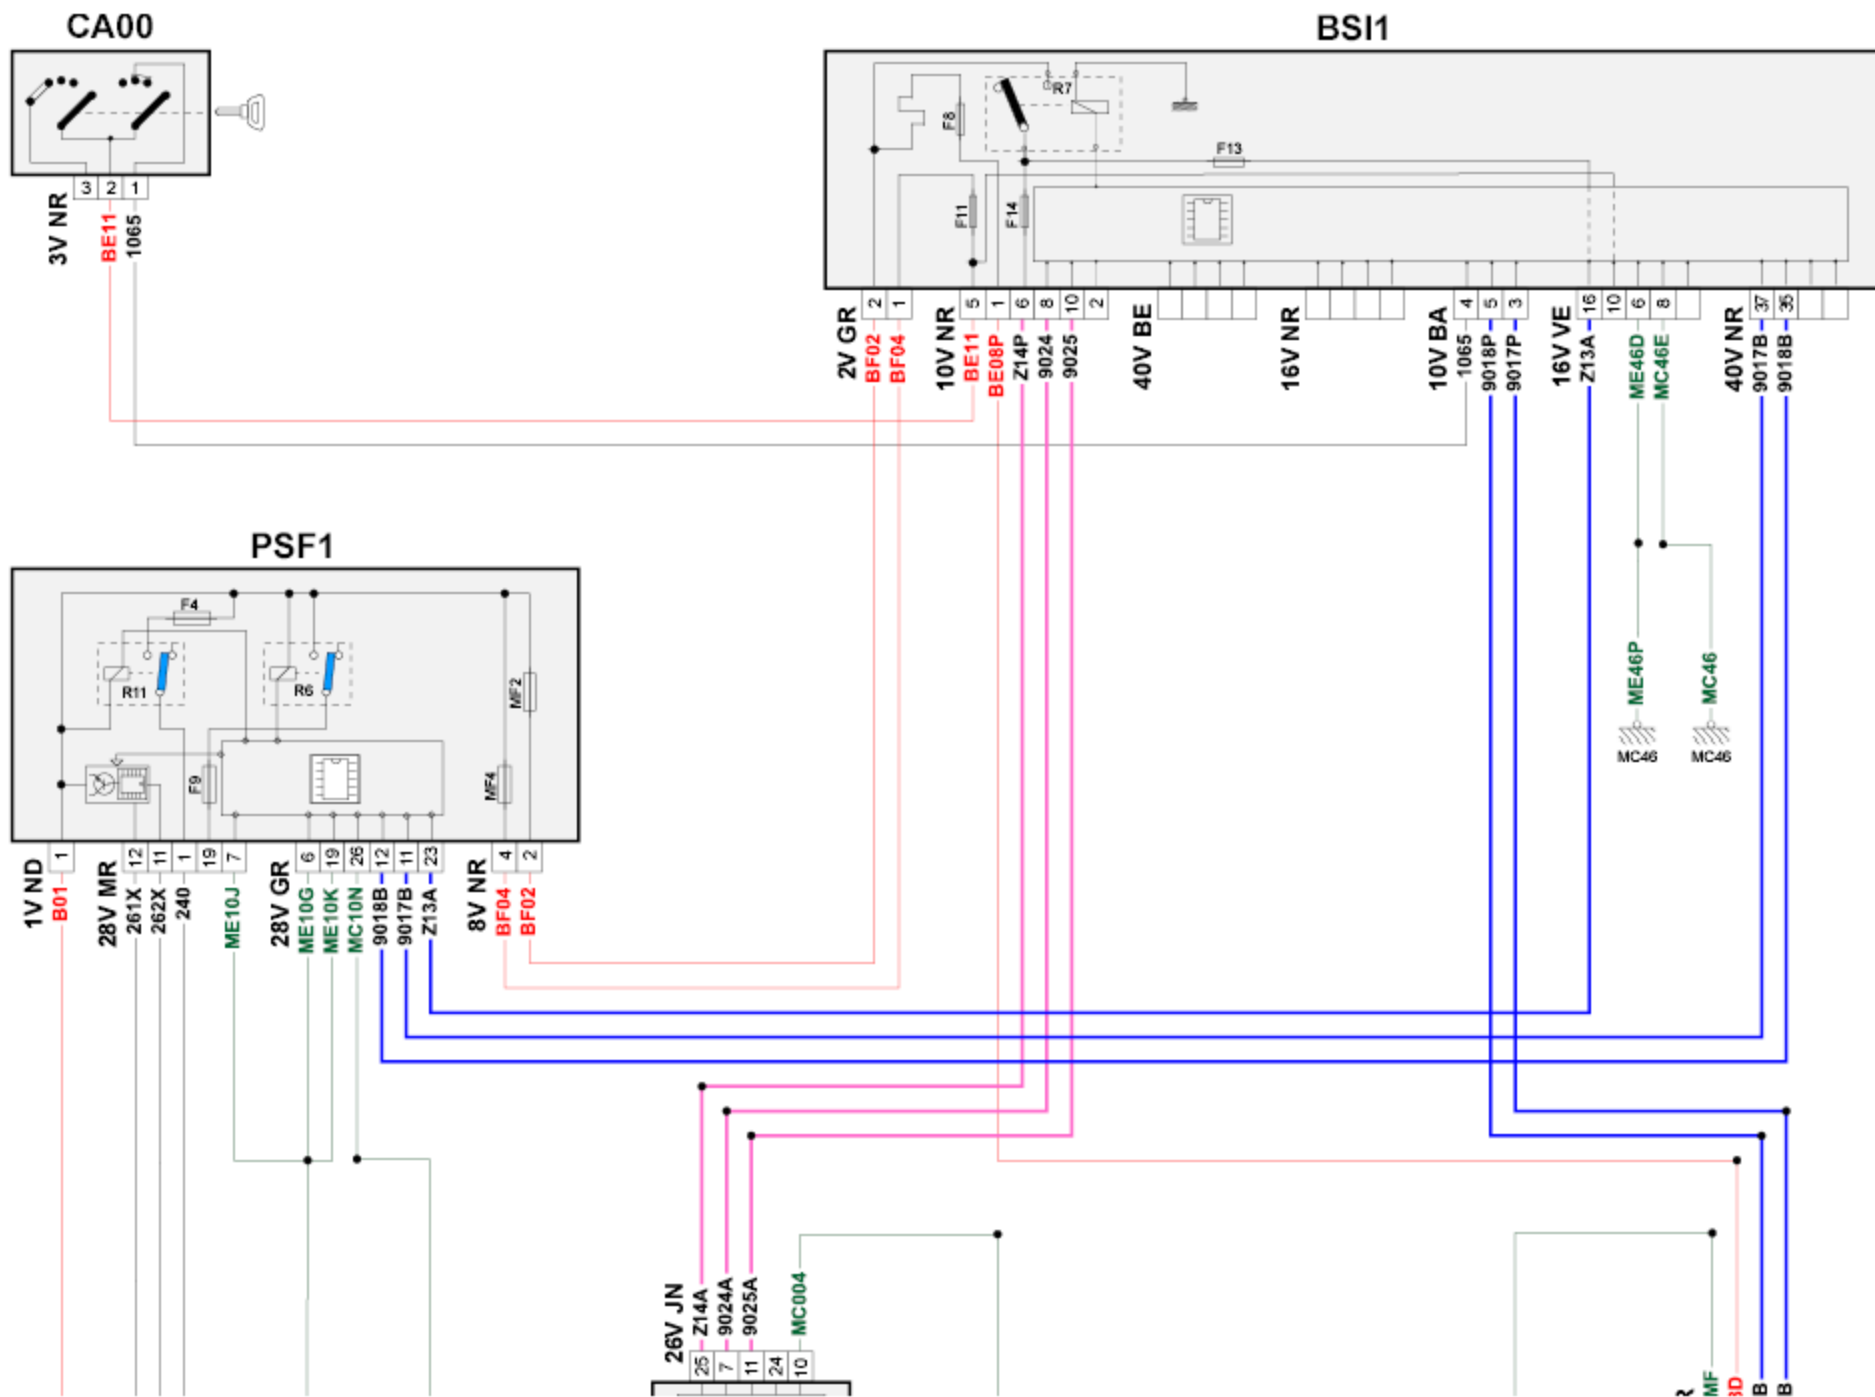 CA00
BSI1
R7
F8
F13
F11
F14
3 2 1
3V NR
BE11
1065
2 1
5 1 6 8 10 2
4 5 3
16 10 6 8
37 35
2V GR
BF02
BF04
10V NR
BE11
BE08P
Z14P
9024
9025
40V BE
16V NR
10V BA
1065
9018P
9017P
16V VE
Z13A
ME46D
MC46E
40V NR
9017B
9018B
PSF1
F4
R11
R6
MF2
F9
MF4
ME46P
MC46
MC46
MC46
1
12 11 1 19 7
6 19 26 12 11 23
4 2
1V ND
B01
28V MR
261X
262X
240
ME10J
28V GR
ME10G
ME10K
MC10N
9018B
9017B
Z13A
8V NR
BF04
BF02
26V JN
Z14A
9024A
9025A
MC004
25 7 11 24 10
MF
B
B